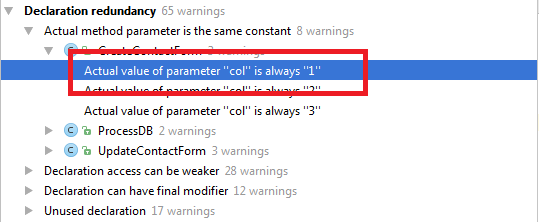 Declaration redundancy 65 warnings
Actual method parameter is the same constant 8 warnings
CreateContactForm 3 warnings
Actual value of parameter "col" is always "1"
Actual value of parameter "col" is always "2"
Actual value of parameter "col" is always "3"
ProcessDB 2 warnings
UpdateContactForm 3 warnings
Declaration access can be weaker 28 warnings
Declaration can have final modifier 12 warnings
Unused declaration 17 warnings